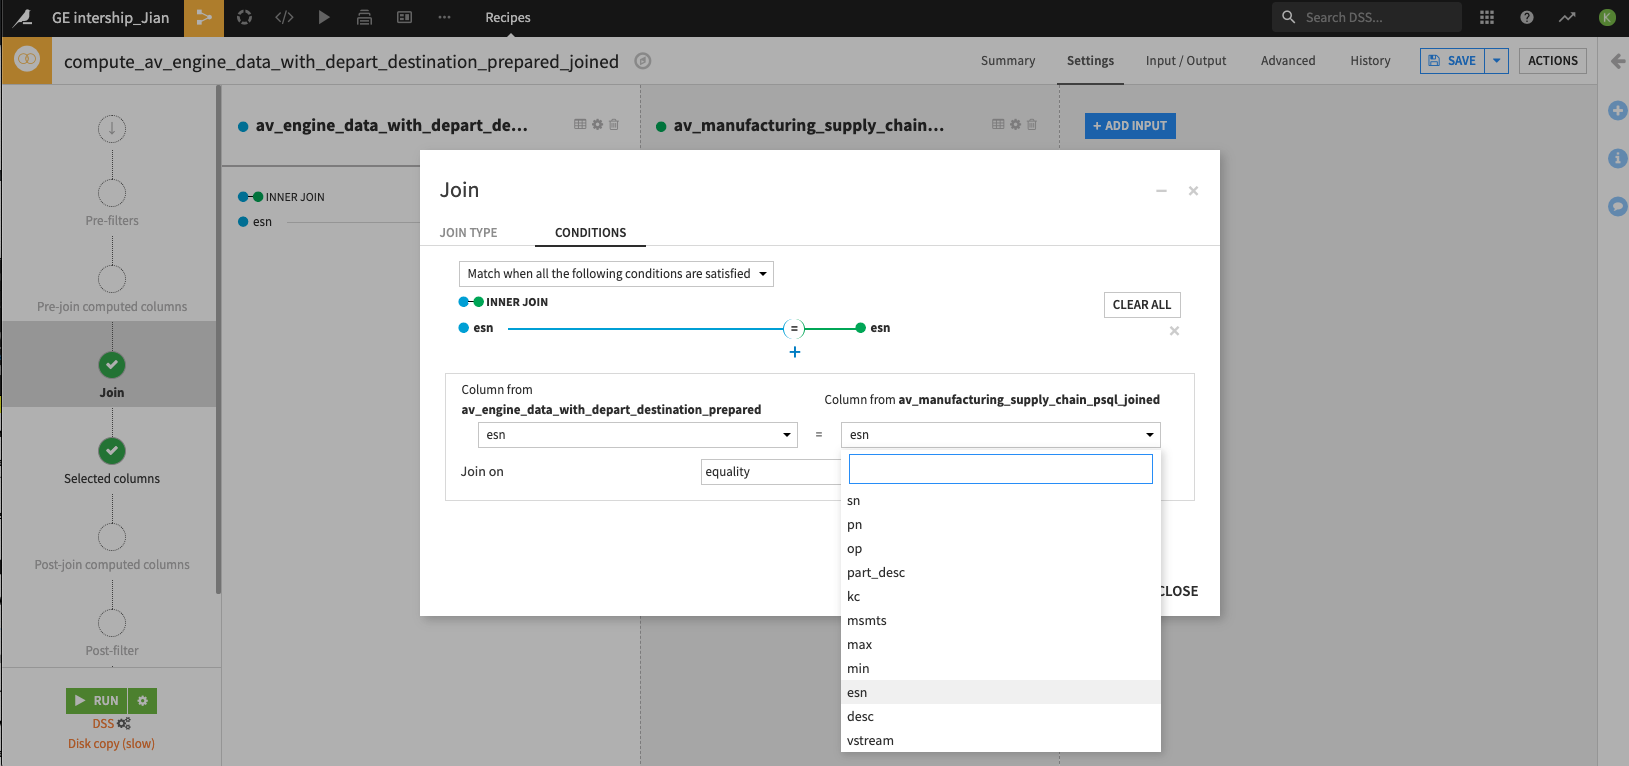 GE intership_Jian
Recipes
Search DSS...
K
compute_av_engine_data_with_depart_destination_prepared_joined
Summary
Settings
Input / Output
Advanced
History
SAVE
ACTIONS
Pre-filters
Pre-join computed columns
Join
Selected columns
Post-join computed columns
Post-filter
RUN
DSS
Disk copy (slow)
av_engine_data_with_depart_de...
av_manufacturing_supply_chain...
+ ADD INPUT
INNER JOIN
esn
Join
JOIN TYPE
CONDITIONS
Match when all the following conditions are satisfied
INNER JOIN
CLEAR ALL
esn = esn
+
Column from
av_engine_data_with_depart_destination_prepared
Column from av_manufacturing_supply_chain_psql_joined
esn = esn
Join on equality
sn
pn
op
part_desc
kc
msmts
max
min
esn
desc
vstream
CLOSE